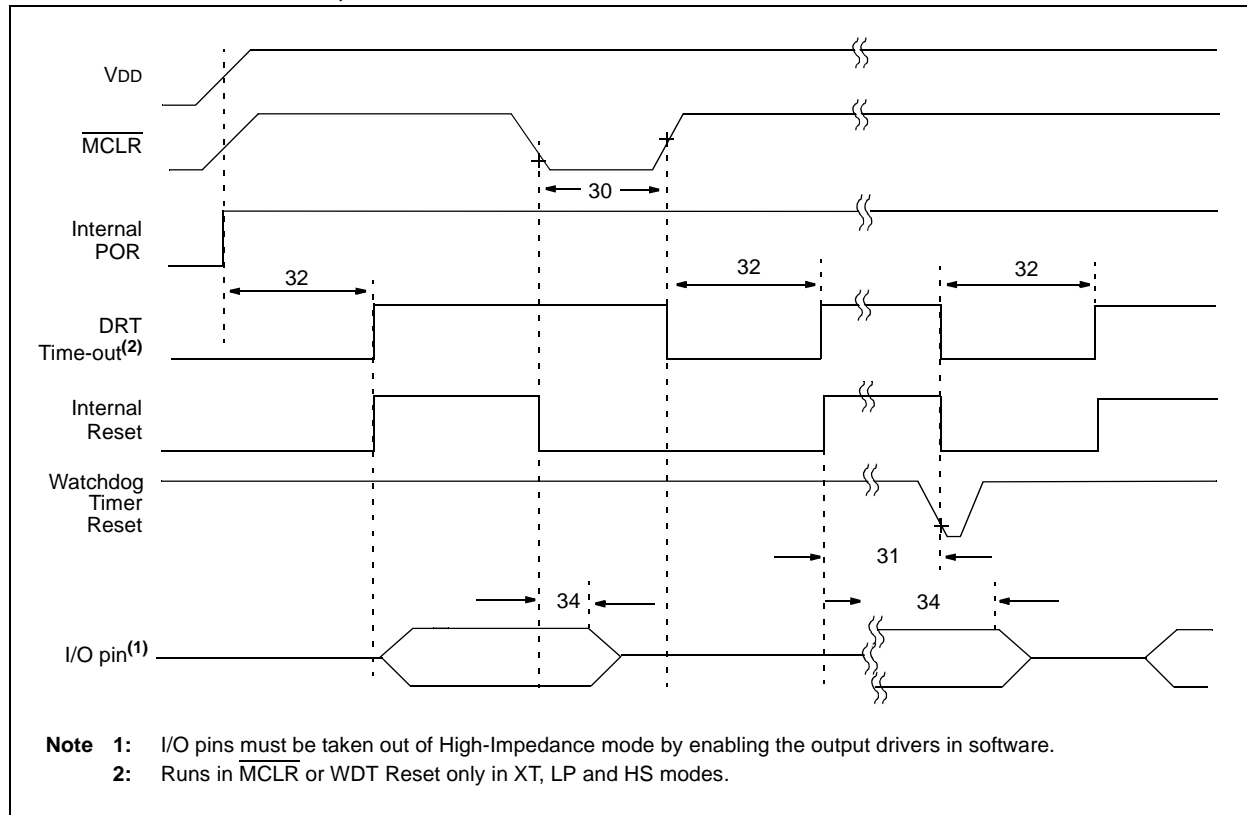 VDD
MCLR
30
Internal
POR
32
32
32
DRT
Time-out(2)
Internal
Reset
Watchdog
Timer
Reset
31
34
34
I/O pin(1)
Note 1: I/O pins must be taken out of High-Impedance mode by enabling the output drivers in software.
2: Runs in MCLR or WDT Reset only in XT, LP and HS modes.